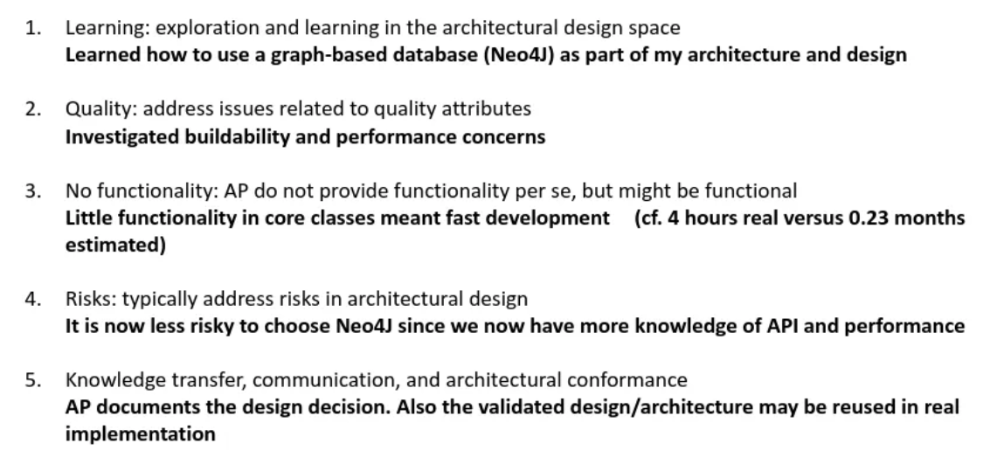 1. Learning: exploration and learning in the architectural design space
Learned how to use a graph-based database (Neo4J) as part of my architecture and design
2. Quality: address issues related to quality attributes
Investigated buildability and performance concerns
3. No functionality: AP do not provide functionality per se, but might be functional
Little functionality in core classes meant fast development (cf. 4 hours real versus 0.23 months
estimated)
4. Risks: typically address risks in architectural design
It is now less risky to choose Neo4J since we now have more knowledge of API and performance
5. Knowledge transfer, communication, and architectural conformance
AP documents the design decision. Also the validated design/architecture may be reused in real
implementation